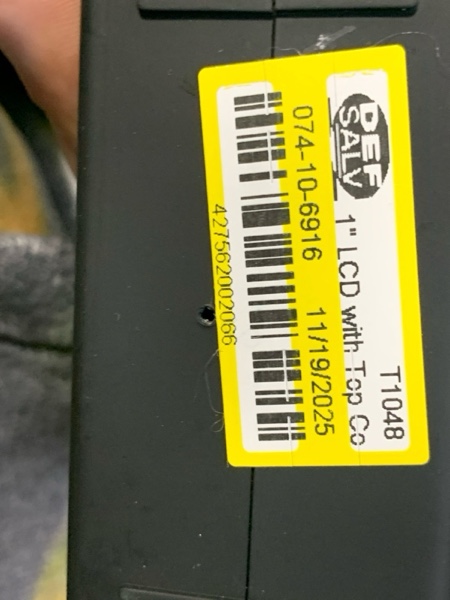 T1048
DEF
SALV
1" LCD with Top Co
074-10-6916 11/19/2025
427562002066